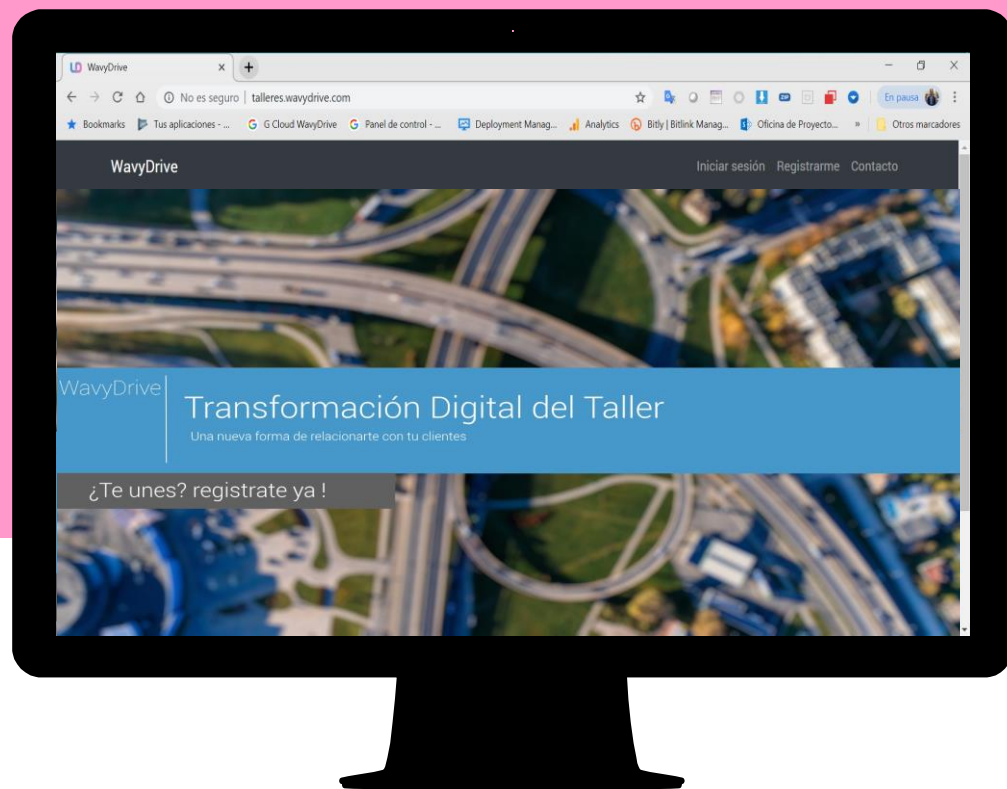 WavyDrive
No es seguro | talleres.wavydrive.com
En pausa
Bookmarks Tus aplicaciones - ... G Cloud WavyDrive Panel de control - ... Deployment Manag... Analytics Bitly | Bitlink Manag... Oficina de Proyecto... » Otros marcadores
WavyDrive Iniciar sesión Registrarme Contacto
WavyDrive
Transformación Digital del Taller
Una nueva forma de relacionarte con tu clientes
¿Te unes? registrate ya !